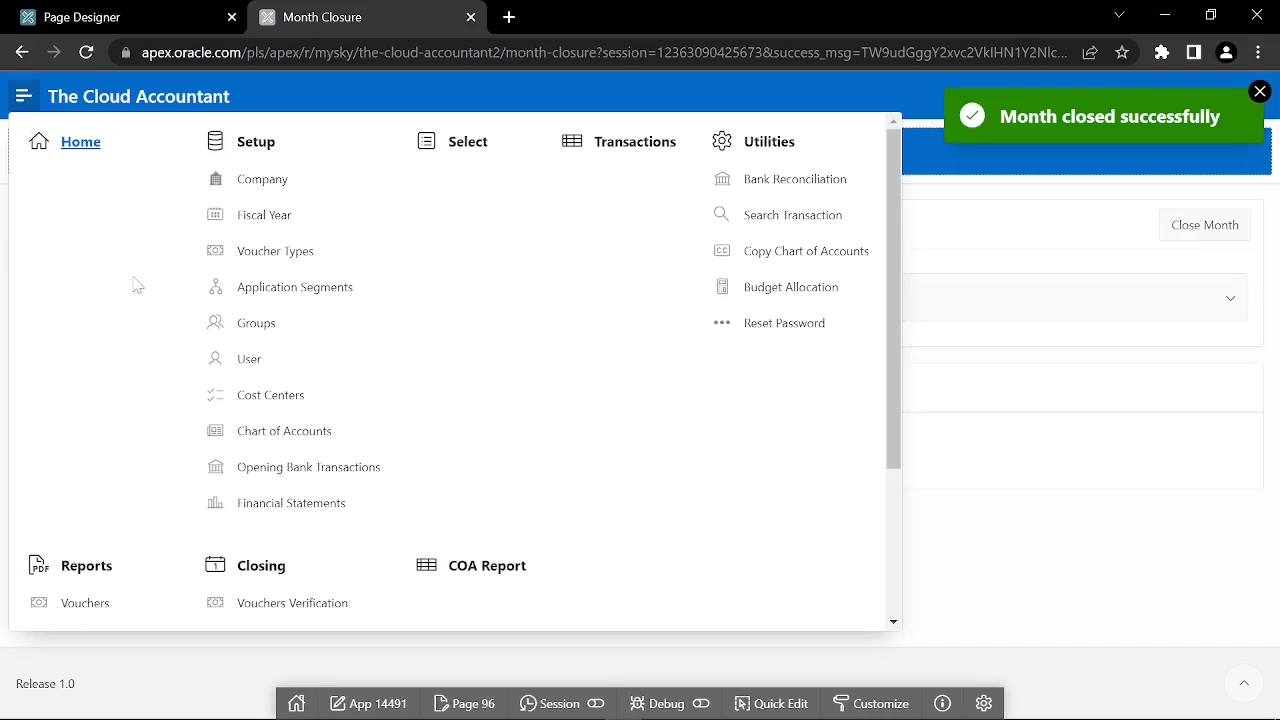 Page Designer
Month Closure
apex.oracle.com/pls/apex/r/mysky/the-cloud-accountant2/month-closure?session=123630904256738&success_msg=TW9udGggY2xvc2VkIHN1Y2Nlc...
The Cloud Accountant
Month closed successfully
Home
Setup
Select
Transactions
Utilities
Company
Bank Reconciliation
Fiscal Year
Search Transaction
Close Month
Voucher Types
Copy Chart of Accounts
Application Segments
Budget Allocation
Groups
Reset Password
User
Cost Centers
Chart of Accounts
Opening Bank Transactions
Financial Statements
PDF Reports
1 Closing
COA Report
Vouchers
Vouchers Verification
Release 1.0
App 14491
Page 96
Session
Debug
Quick Edit
Customize